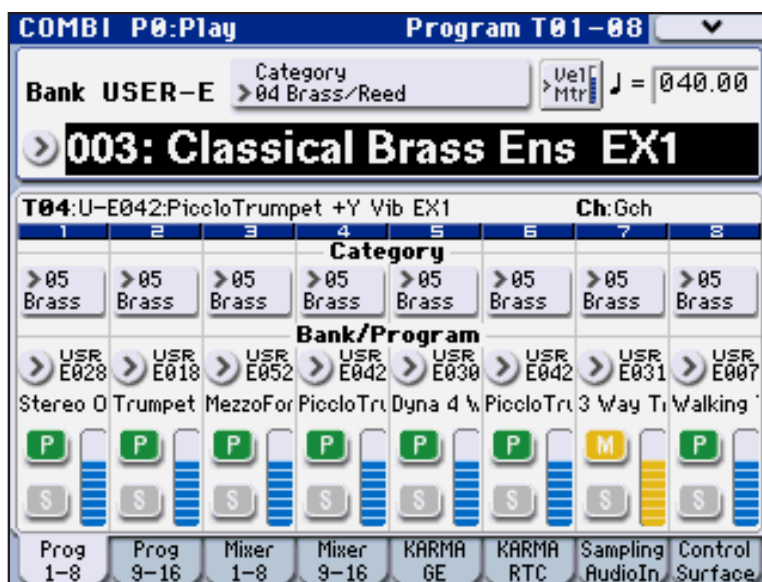 COMBI P0:Play Program T01-08
Bank USER-E
Category
04 Brass/Reed
Vel
Mtr
♩ = 040.00
003: Classical Brass Ens EX1
T04:U-E042:PiccloTrumpet +Y Vib EX1 Ch:Gch
1 2 3 4 5 6 7 8
Category
05 05 05 05 05 05 05 05
Brass Brass Brass Brass Brass Brass Brass Brass
Bank/Program
USR USR USR USR USR USR USR USR
E028 E018 E052 E042 E030 E042 E031 E007
Stereo O Trumpet MezzoFor PiccloTru Dyna 4 PiccloTru 3 Way Walking
P P P P P P M P
S S S S S S S S
Prog Prog Mixer Mixer KARMA KARMA Sampling Control
1-8 9-16 1-8 9-16 GE RTC AudioIn Surface